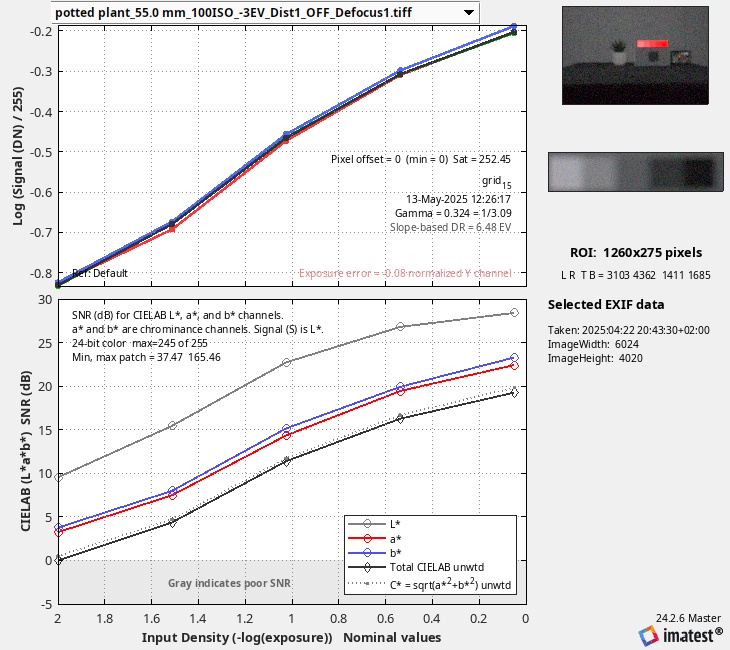 potted plant_55.0 mm_100ISO_-3EV_Dist1_OFF_Defocus1.tiff
-0.2
-0.3
-0.4
-0.5
-0.6
-0.7
-0.8
Log (Signal (DN) / 255)
Pixel offset = 0 (min = 0) Sat = 252.45
grid15
13-May-2025 12:26:17
Gamma = 0.324 = 1/3.09
Slope-based DR = 6.48 EV
Ref: Default
Exposure error = -0.08 normalized Y channel
30
25
20
15
10
5
0
-5
CIELAB (L*a*b*) SNR (dB)
SNR (dB) for CIELAB L*, a*, and b* channels.
a* and b* are chrominance channels. Signal (S) is L*.
24-bit color max=245 of 255
Min, max patch = 37.47 165.46
L*
a*
b*
Total CIELAB unwtd
C* = sqrt(a*2+b*2) unwtd
Gray indicates poor SNR
2 1.8 1.6 1.4 1.2 1 0.8 0.6 0.4 0.2 0
Input Density (-log(exposure)) Nominal values
ROI: 1260x275 pixels
L R T B = 3103 4362 1411 1685
Selected EXIF data
Taken: 2025:04:22 20:43:30+02:00
ImageWidth: 6024
ImageHeight: 4020
24.2.6 Master
imatest®